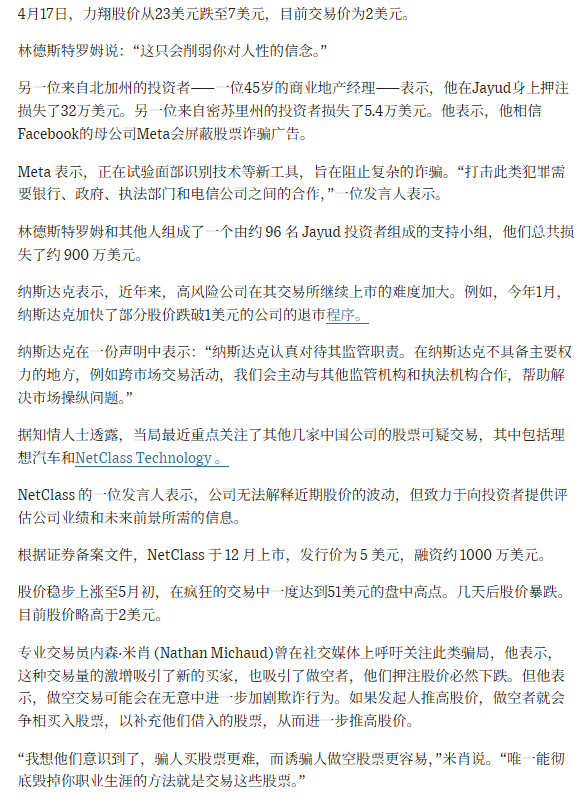 4月17日，力翔股价从23美元跌至7美元，目前交易价为2美元。
林德斯特罗姆说：“这只会削弱你对人性的信念。”
另一位来自北加州的投资者——一位45岁的商业地产经理——表示，他在Jayud身上押注
损失了32万美元。另一位来自密苏里州的投资者损失了5.4万美元。他表示，他相信
Facebook的母公司Meta会屏蔽股票诈骗广告。
Meta 表示，正在试验面部识别技术等新工具，旨在阻止复杂的诈骗。“打击此类犯罪需
要银行、政府、执法部门和电信公司之间的合作，”一位发言人表示。
林德斯特罗姆和其他人组成了一个由约 96 名 Jayud 投资者组成的支持小组，他们总共损
失了约 900 万美元。
纳斯达克表示，近年来，高风险公司在其交易所继续上市的难度加大。例如，今年1月，
纳斯达克加快了部分股价跌破1美元的公司的退市程序。
纳斯达克在一份声明中表示：“纳斯达克认真对待其监管职责。在纳斯达克不具备主要权
力的地方，例如跨市场交易活动，我们会主动与其他监管机构和执法机构合作，帮助解
决市场操纵问题。”
据知情人士透露，当局最近重点关注了其他几家中国公司的股票可疑交易，其中包括理
想汽车和NetClass Technology 。
NetClass 的一位发言人表示，公司无法解释近期股价的波动，但致力于向投资者提供评
估公司业绩和未来前景所需的信息。
根据证券备案文件，NetClass 于 12 月上市，发行价为 5 美元，融资约 1000 万美元。
股价稳步上涨至5月初，在疯狂的交易中一度达到51美元的盘中高点。几天后股价暴跌。
目前股价略高于2美元。
专业交易员内森·米肖 (Nathan Michaud)曾在社交媒体上呼吁关注此类骗局，他表示，
这种交易量的激增吸引了新的买家，也吸引了做空者，他们押注股价必然下跌。但他表
示，做空交易可能会在无意中进一步加剧欺诈行为。如果发起人推高股价，做空者就会
争相买入股票，以补充他们借入的股票，从而进一步推高股价。
“我想他们意识到了，骗人买股票更难，而诱骗人做空股票更容易，”米肖说。“唯一能彻
底毁掉你职业生涯的方法就是交易这些股票。”